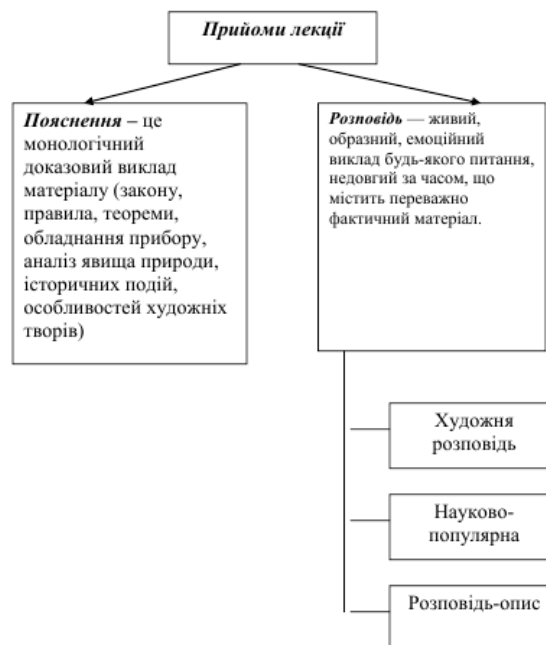 Прийоми лекції
Пояснення – це
монологічний
доказовий виклад
матеріалу (закону,
правила, теореми,
обладнання прибору,
аналіз явища природи,
історичних подій,
особливостей художніх
творів)
Розповідь — живий,
образний, емоційний
виклад будь-якого питання,
недовгий за часом, що
містить переважно
фактичний матеріал.
Художня
розповідь
Науково-
популярна
Розповідь-опис